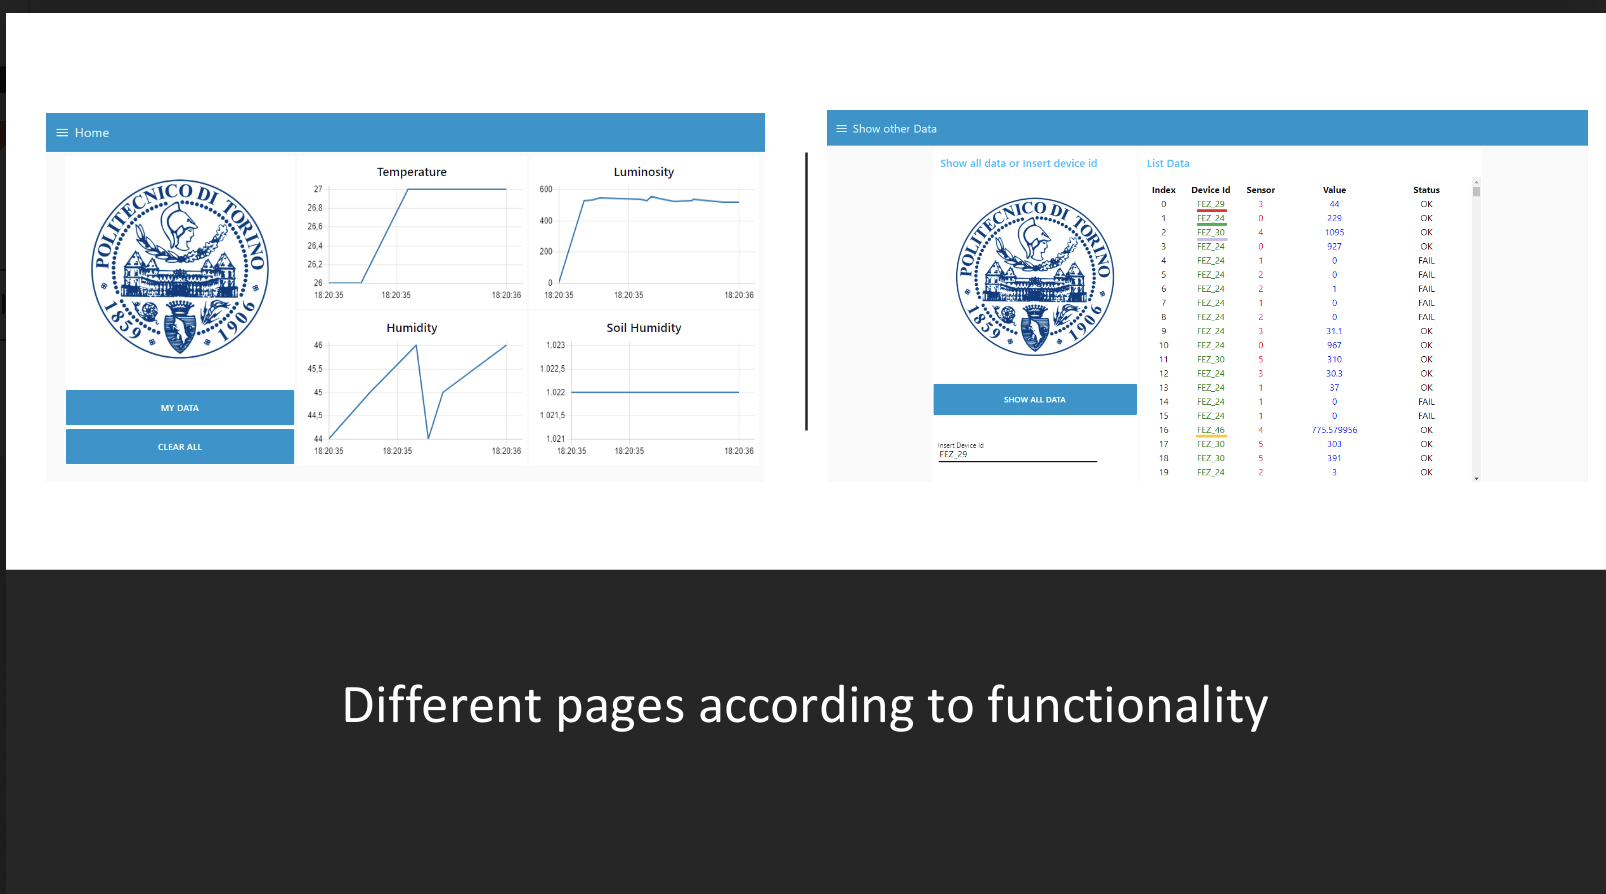 Home
POLITECNICO DI TORINO
1859 1906
MY DATA
CLEAR ALL
Temperature
27
26,8
26,6
26,4
26,2
26
18:20:35 18:20:35 18:20:36
Luminosity
600
400
200
0
18:20:35 18:20:35 18:20:36
Humidity
46
45,5
45
44,5
44
18:20:35 18:20:35 18:20:36
Soil Humidity
1.023
1.022,5
1.022
1.021,5
1.021
18:20:35 18:20:35 18:20:36
Show other Data
Show all data or Insert device id
POLITECNICO DI TORINO
1859 1906
SHOW ALL DATA
Insert Device Id
FEZ_29
List Data
Index Device Id Sensor Value Status
0 FEZ_29 3 44 OK
1 FEZ_24 0 229 OK
2 FEZ_30 4 1095 OK
3 FEZ_24 0 927 OK
4 FEZ_24 1 0 FAIL
5 FEZ_24 2 0 FAIL
6 FEZ_24 2 1 FAIL
7 FEZ_24 1 0 FAIL
8 FEZ_24 2 0 FAIL
9 FEZ_24 3 31.1 OK
10 FEZ_24 0 967 OK
11 FEZ_30 5 310 OK
12 FEZ_24 3 30.3 OK
13 FEZ_24 1 37 OK
14 FEZ_24 1 0 FAIL
15 FEZ_24 1 0 FAIL
16 FEZ_46 4 775.579956 OK
17 FEZ_30 5 303 OK
18 FEZ_30 5 391 OK
19 FEZ_24 2 3 OK
Different pages according to functionality